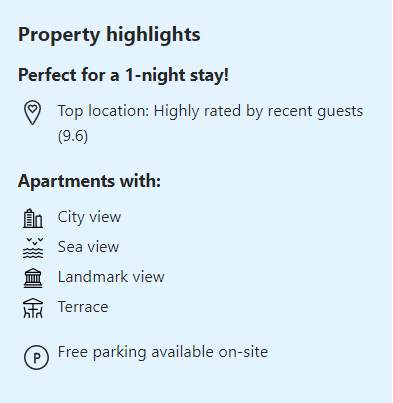 Property highlights
Perfect for a 1-night stay!
Top location: Highly rated by recent guests
(9.6)
Apartments with:
City view
Sea view
Landmark view
Terrace
P Free parking available on-site